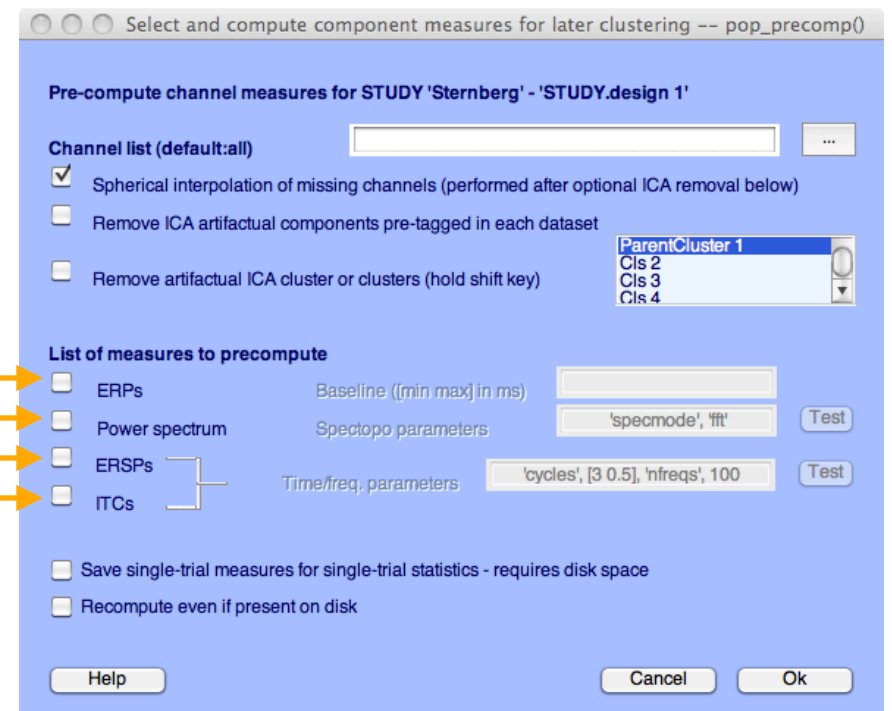 Select and compute component measures for later clustering -- pop_precomp()
Pre-compute channel measures for STUDY 'Sternberg' - 'STUDY.design 1'
Channel list (default:all) ...
Spherical interpolation of missing channels (performed after optional ICA removal below)
Remove ICA artifactual components pre-tagged in each dataset
Remove artifactual ICA cluster or clusters (hold shift key)
ParentCluster 1
Cls 2
Cls 3
Cls 4
List of measures to precompute
ERPs Baseline ([min max] in ms)
Power spectrum Spectopo parameters 'specmode', 'fft' Test
ERSPs
ITCs
Time/freq. parameters 'cycles', [3 0.5], 'nfreqs', 100 Test
Save single-trial measures for single-trial statistics - requires disk space
Recompute even if present on disk
Help Cancel Ok